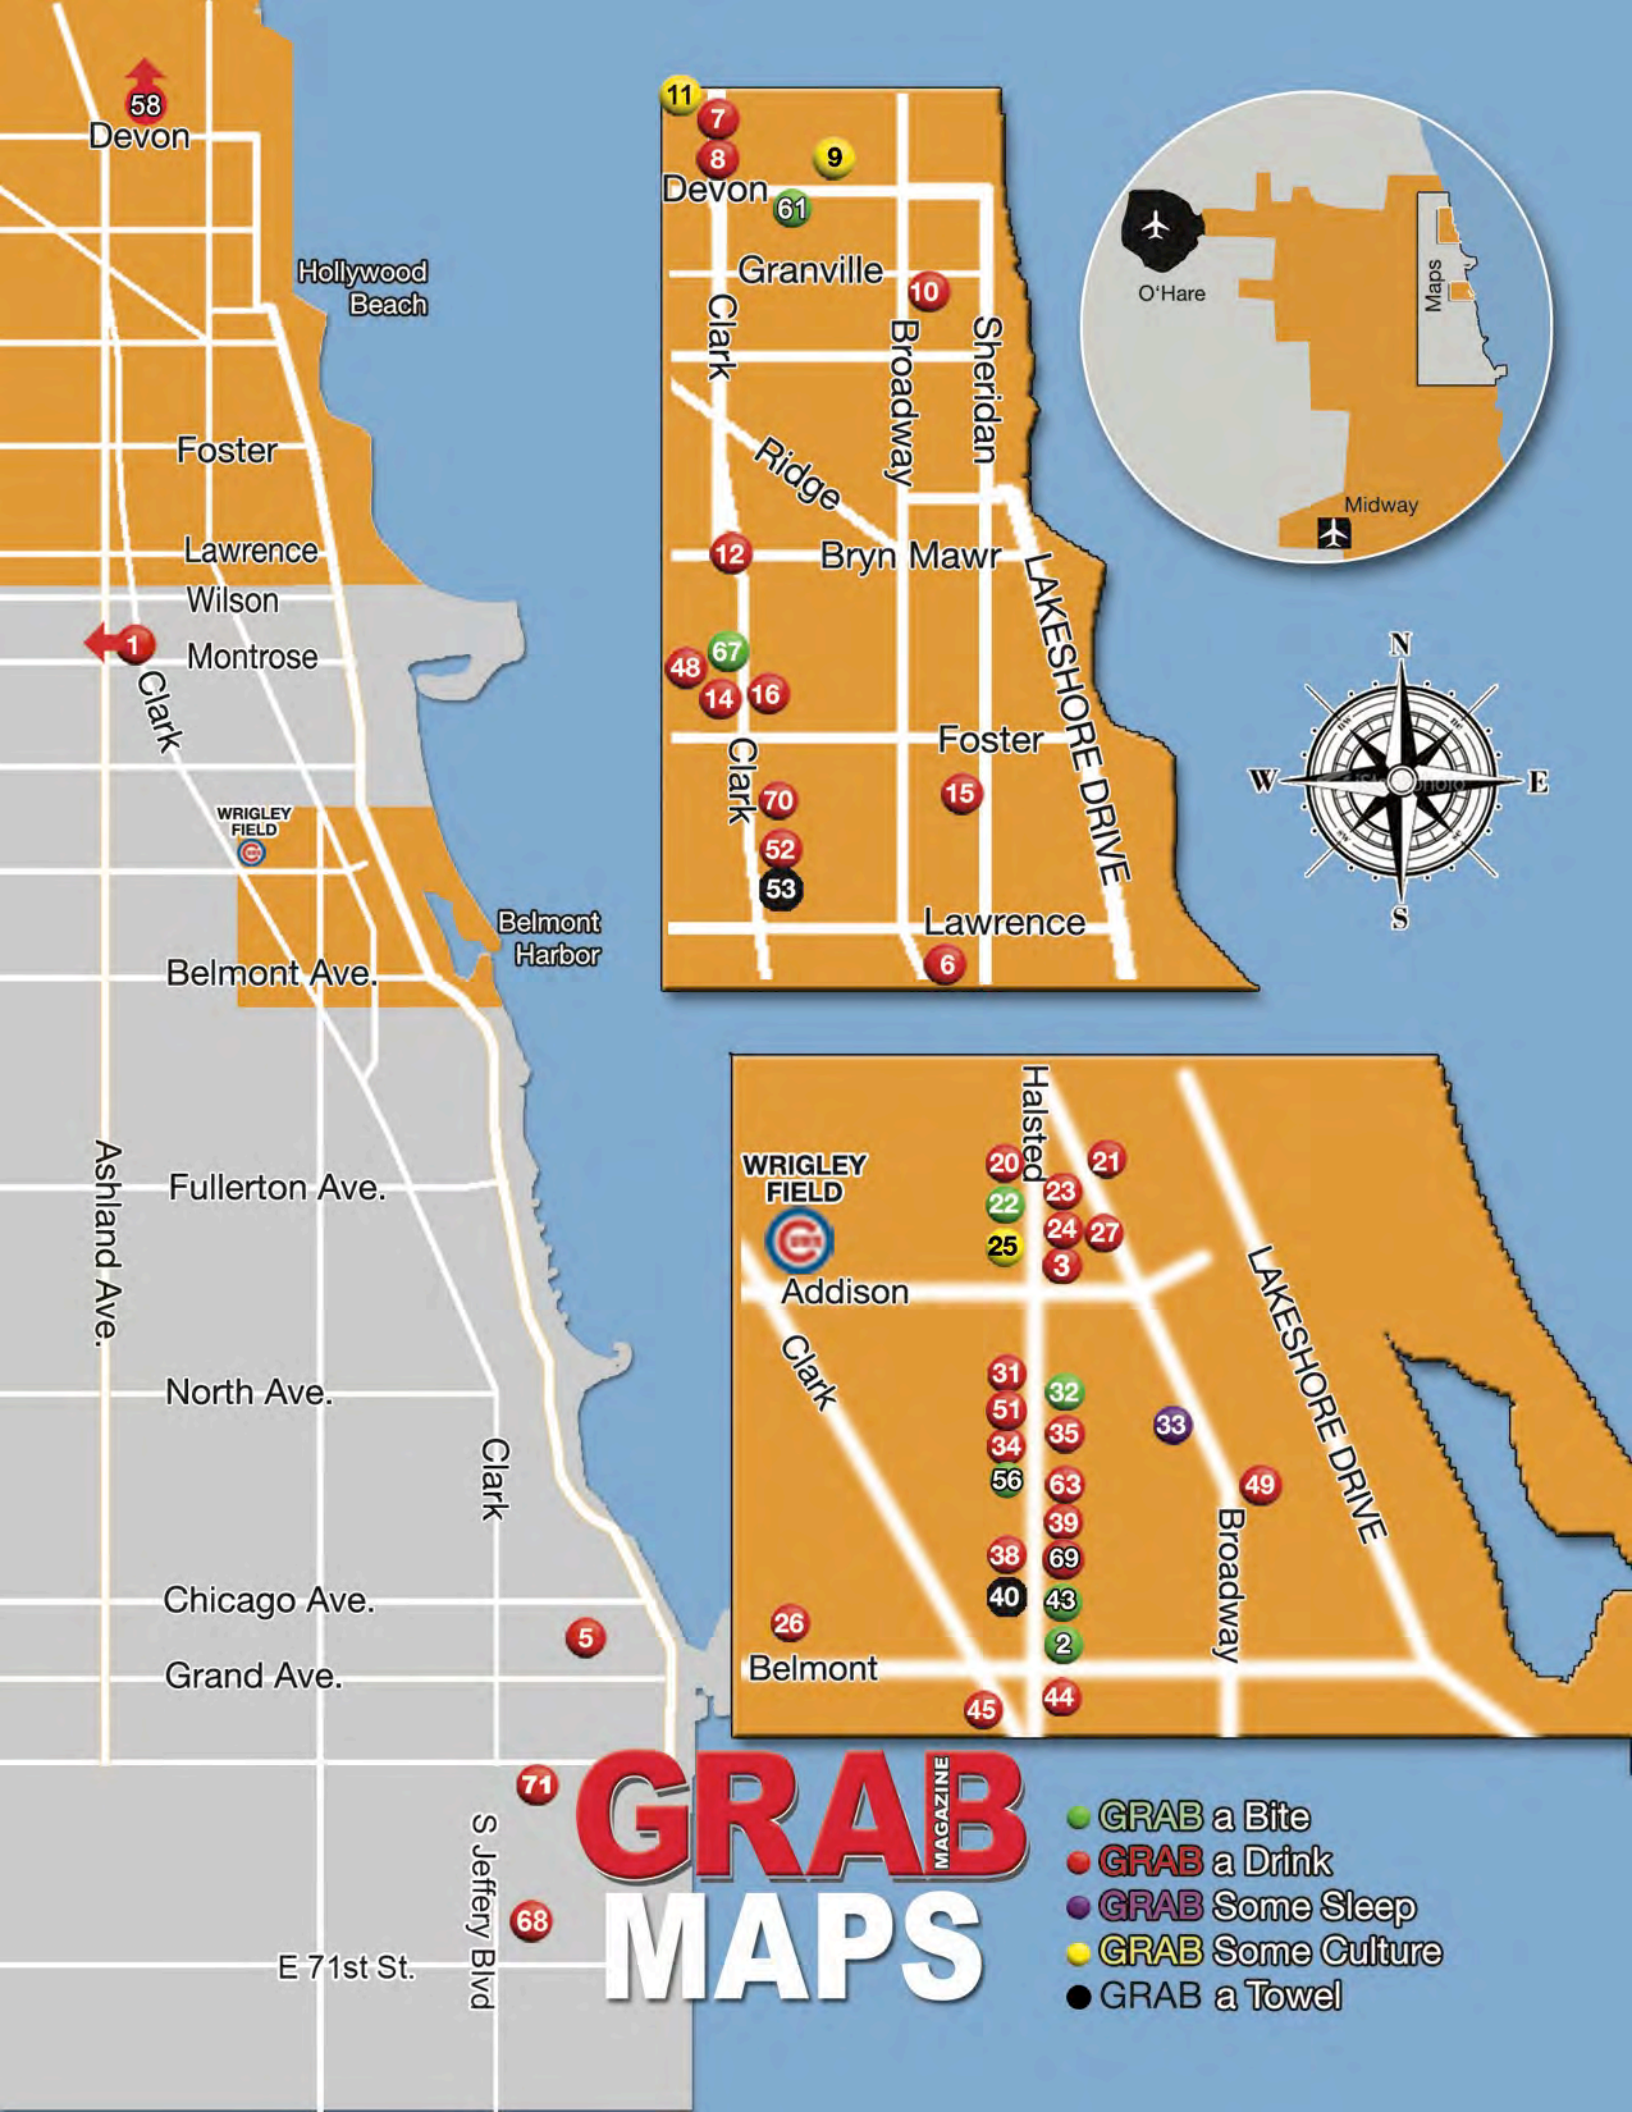 58
Devon
Hollywood
Beach
Foster
Lawrence
Wilson
1
Montrose
Clark
WRIGLEY
FIELD
Belmont
Harbor
Belmont Ave.
Ashland Ave.
Fullerton Ave.
North Ave.
Clark
Chicago Ave.
5
Grand Ave.
71
S Jeffery Blvd
68
E 71st St.
11
7
8
9
Devon
61
Granville
10
Clark
Broadway
Sheridan
Ridge
12
Bryn Mawr
LAKESHORE DRIVE
67
48
14
16
Foster
Clark
70
15
52
53
Lawrence
6
O'Hare
Maps
Midway
N
nw
ne
W
E
sw
se
S
Halsted
WRIGLEY
FIELD
20
21
23
22
24
27
25
3
Addison
Clark
LAKESHORE DRIVE
31
32
51
35
33
34
56
63
49
39
Broadway
38
69
40
43
26
2
Belmont
44
45
GRAB
MAGAZINE
MAPS
GRAB a Bite
GRAB a Drink
GRAB Some Sleep
GRAB Some Culture
GRAB a Towel